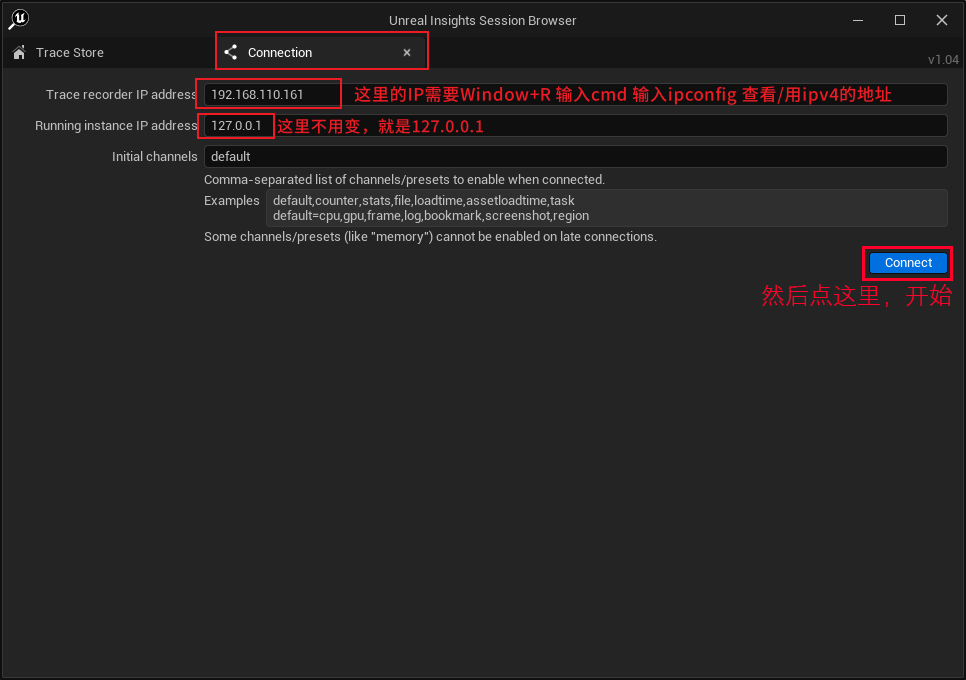 Unreal Insights Session Browser
Trace Store
Connection
v1.04
Trace recorder IP address 192.168.110.161 这里的IP需要Window+R 输入cmd 输入ipconfig 查看/用ipv4的地址
Running instance IP address 127.0.0.1 这里不用变，就是127.0.0.1
Initial channels default
Comma-separated list of channels/presets to enable when connected.
Examples default,counter,stats,file,loadtime,assetloadtime,task
default=cpu,gpu,frame,log,bookmark,screenshot,region
Some channels/presets (like "memory") cannot be enabled on late connections.
Connect
然后点这里，开始